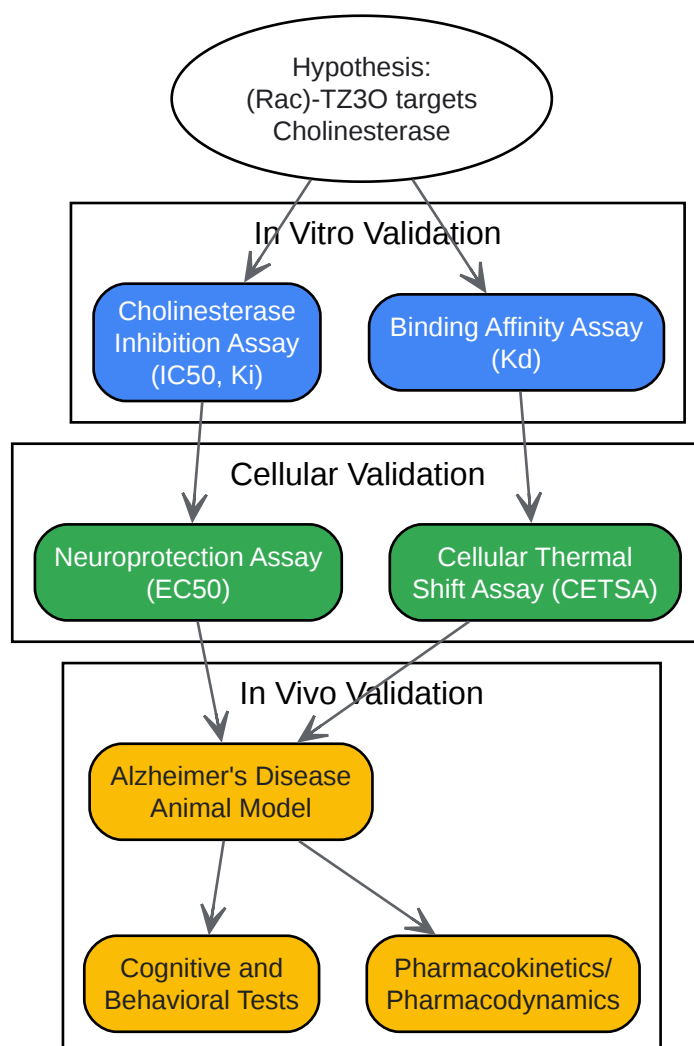 Hypothesis:
(Rac)-TZ3O targets
Cholinesterase
In Vitro Validation
Cholinesterase
Inhibition Assay
(IC50, Ki)
Binding Affinity Assay
(Kd)
Cellular Validation
Neuroprotection Assay
(EC50)
Cellular Thermal
Shift Assay (CETSA)
In Vivo Validation
Alzheimer's Disease
Animal Model
Cognitive and
Behavioral Tests
Pharmacokinetics/
Pharmacodynamics